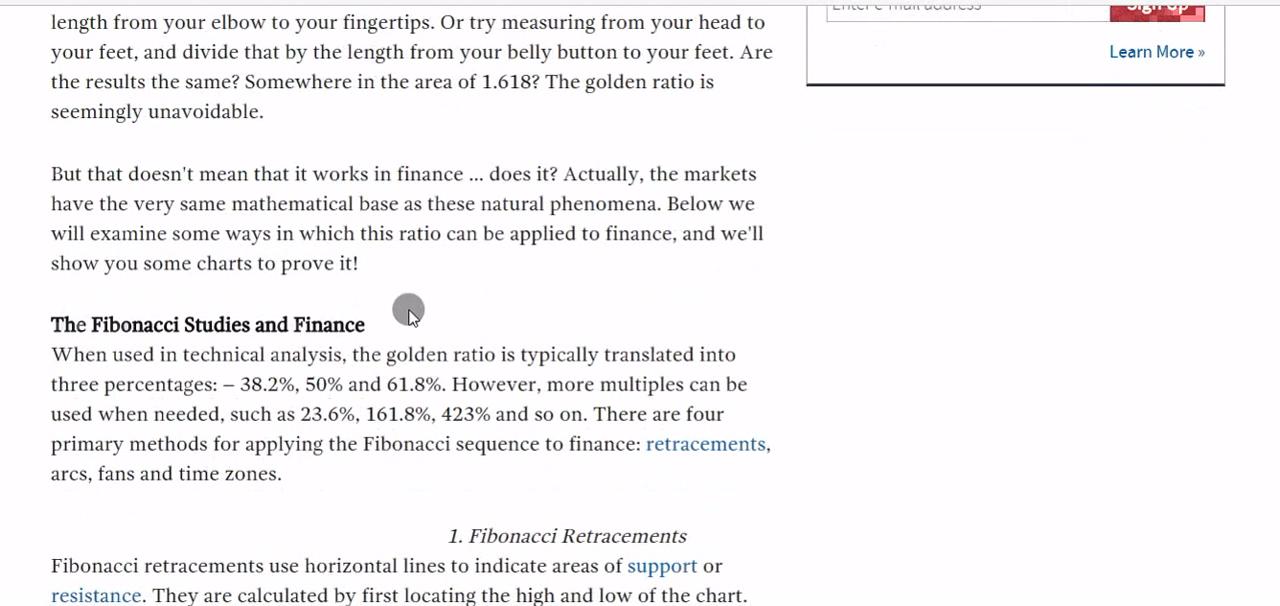 length from your elbow to your fingertips. Or try measuring from your head to
your feet, and divide that by the length from your belly button to your feet. Are
the results the same? Somewhere in the area of 1.618? The golden ratio is
seemingly unavoidable.
But that doesn't mean that it works in finance ... does it? Actually, the markets
have the very same mathematical base as these natural phenomena. Below we
will examine some ways in which this ratio can be applied to finance, and we'll
show you some charts to prove it!
The Fibonacci Studies and Finance
When used in technical analysis, the golden ratio is typically translated into
three percentages: – 38.2%, 50% and 61.8%. However, more multiples can be
used when needed, such as 23.6%, 161.8%, 423% and so on. There are four
primary methods for applying the Fibonacci sequence to finance: retracements,
arcs, fans and time zones.
1. Fibonacci Retracements
Fibonacci retracements use horizontal lines to indicate areas of support or
resistance. They are calculated by first locating the high and low of the chart.
Enter e-mail address
Sign Up
Learn More »